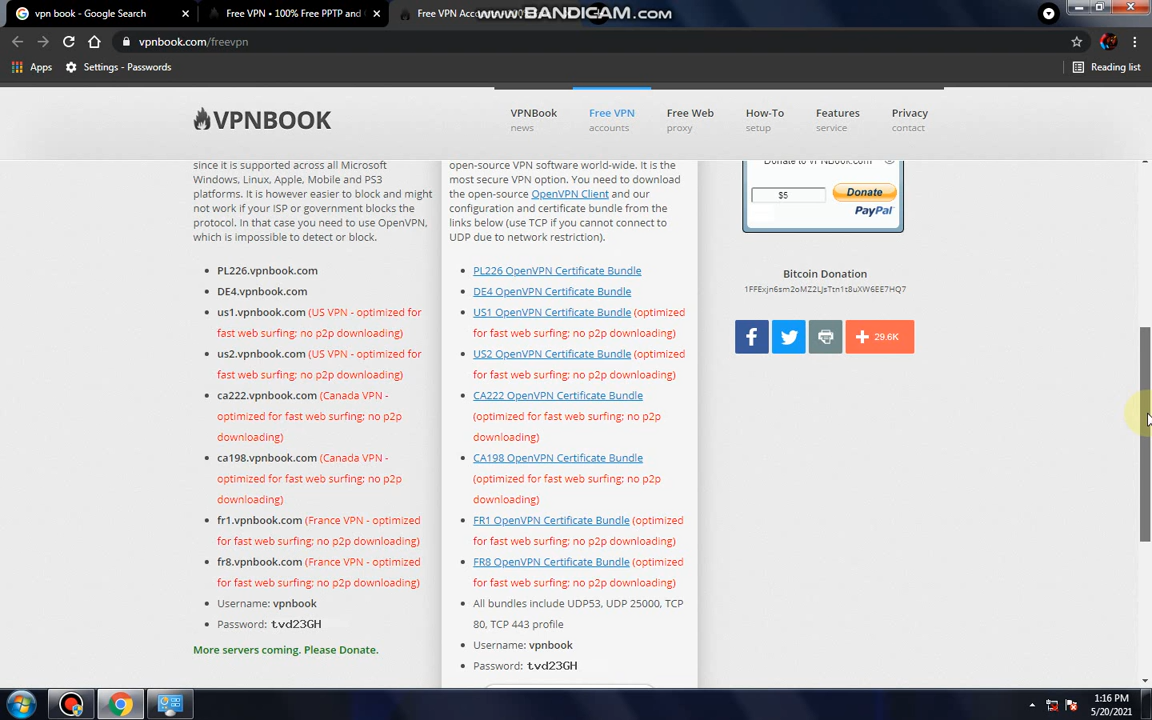 vpn book - Google Search
Free VPN • 100% Free PPTP and
Free VPN Acc
www.BANDICAM.com
vpnbook.com/freevpn
Apps
Settings - Passwords
Reading list
VPNBOOK
VPNBook
news
Free VPN
accounts
Free Web
proxy
How-To
setup
Features
service
Privacy
contact
since it is supported across all Microsoft
Windows, Linux, Apple, Mobile and PS3
platforms. It is however easier to block and might
not work if your ISP or government blocks the
protocol. In that case you need to use OpenVPN,
which is impossible to detect or block.
PL226.vpnbook.com
DE4.vpnbook.com
us1.vpnbook.com (US VPN - optimized
for fast web surfing; no p2p downloading)
us2.vpnbook.com (US VPN - optimized
for fast web surfing; no p2p downloading)
ca222.vpnbook.com (Canada VPN -
optimized for fast web surfing; no p2p
downloading)
ca198.vpnbook.com (Canada VPN -
optimized for fast web surfing; no p2p
downloading)
fr1.vpnbook.com (France VPN - optimized
for fast web surfing; no p2p downloading)
fr8.vpnbook.com (France VPN - optimized
for fast web surfing; no p2p downloading)
Username: vpnbook
Password: tvd23GH
More servers coming. Please Donate.
open-source VPN software world-wide. It is the
most secure VPN option. You need to download
the open-source OpenVPN Client and our
configuration and certificate bundle from the
links below (use TCP if you cannot connect to
UDP due to network restriction).
PL226 OpenVPN Certificate Bundle
DE4 OpenVPN Certificate Bundle
US1 OpenVPN Certificate Bundle (optimized
for fast web surfing; no p2p downloading)
US2 OpenVPN Certificate Bundle (optimized
for fast web surfing; no p2p downloading)
CA222 OpenVPN Certificate Bundle
(optimized for fast web surfing; no p2p
downloading)
CA198 OpenVPN Certificate Bundle
(optimized for fast web surfing; no p2p
downloading)
FR1 OpenVPN Certificate Bundle (optimized
for fast web surfing; no p2p downloading)
FR8 OpenVPN Certificate Bundle (optimized
for fast web surfing; no p2p downloading)
All bundles include UDP53, UDP 25000, TCP
80, TCP 443 profile
Username: vpnbook
Password: tvd23GH
Donate to VPNBook.com
$5
Donate
PayPal
Bitcoin Donation
1FFExjn6sm2oMZ2LJsTtn1t8uXW6EE7HQ7
29.6K
1:16 PM
5/20/2021